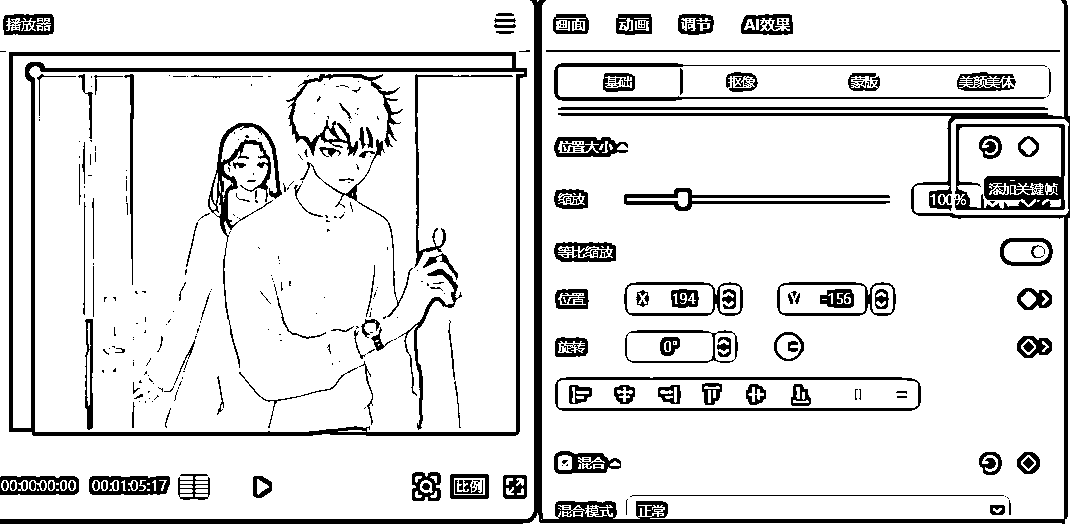 播放器
画面 动画 调节 AI效果
基础 抠像 蒙版 美颜美体
位置大小
添加关键帧
缩放 100%
等比缩放
位置 X 194 Y -156
旋转 0°
混合
00:00:00:00 00:01:05:17 比例
混合模式 正常